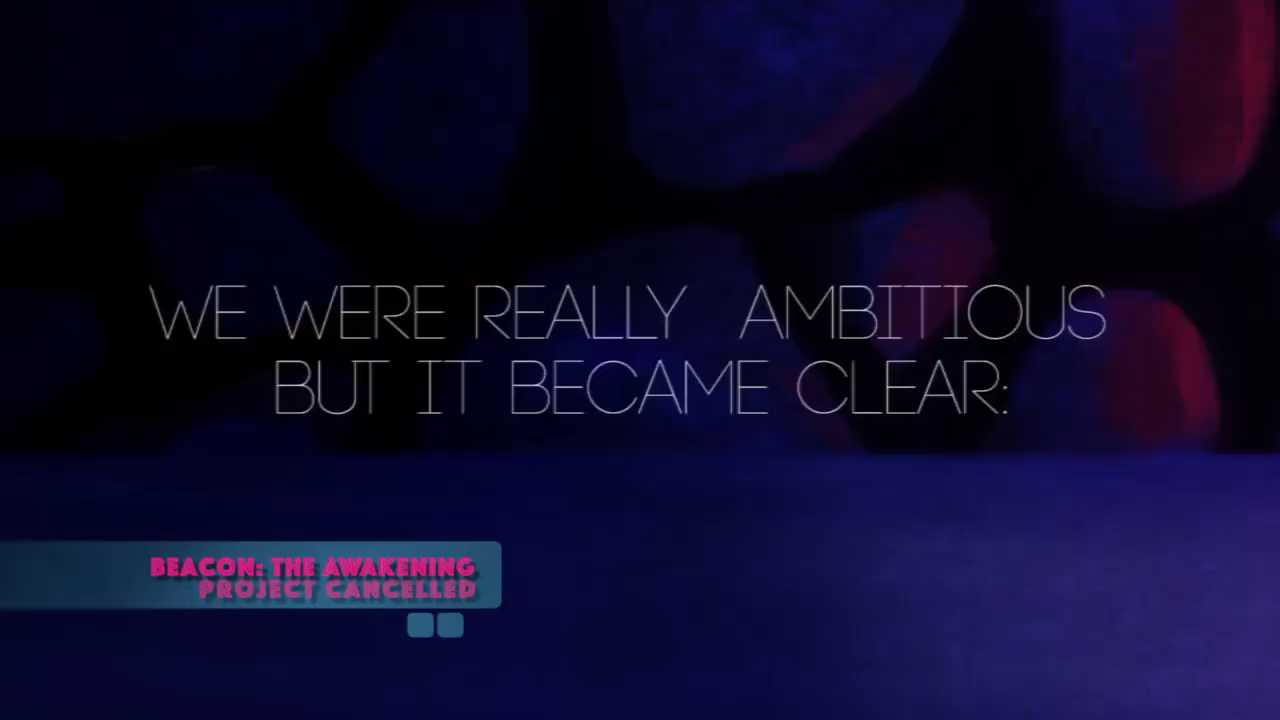 WE WERE REALLY AMBITIOUS
BUT IT BECAME CLEAR:
BEACON: THE AWAKENING
PROJECT CANCELLED